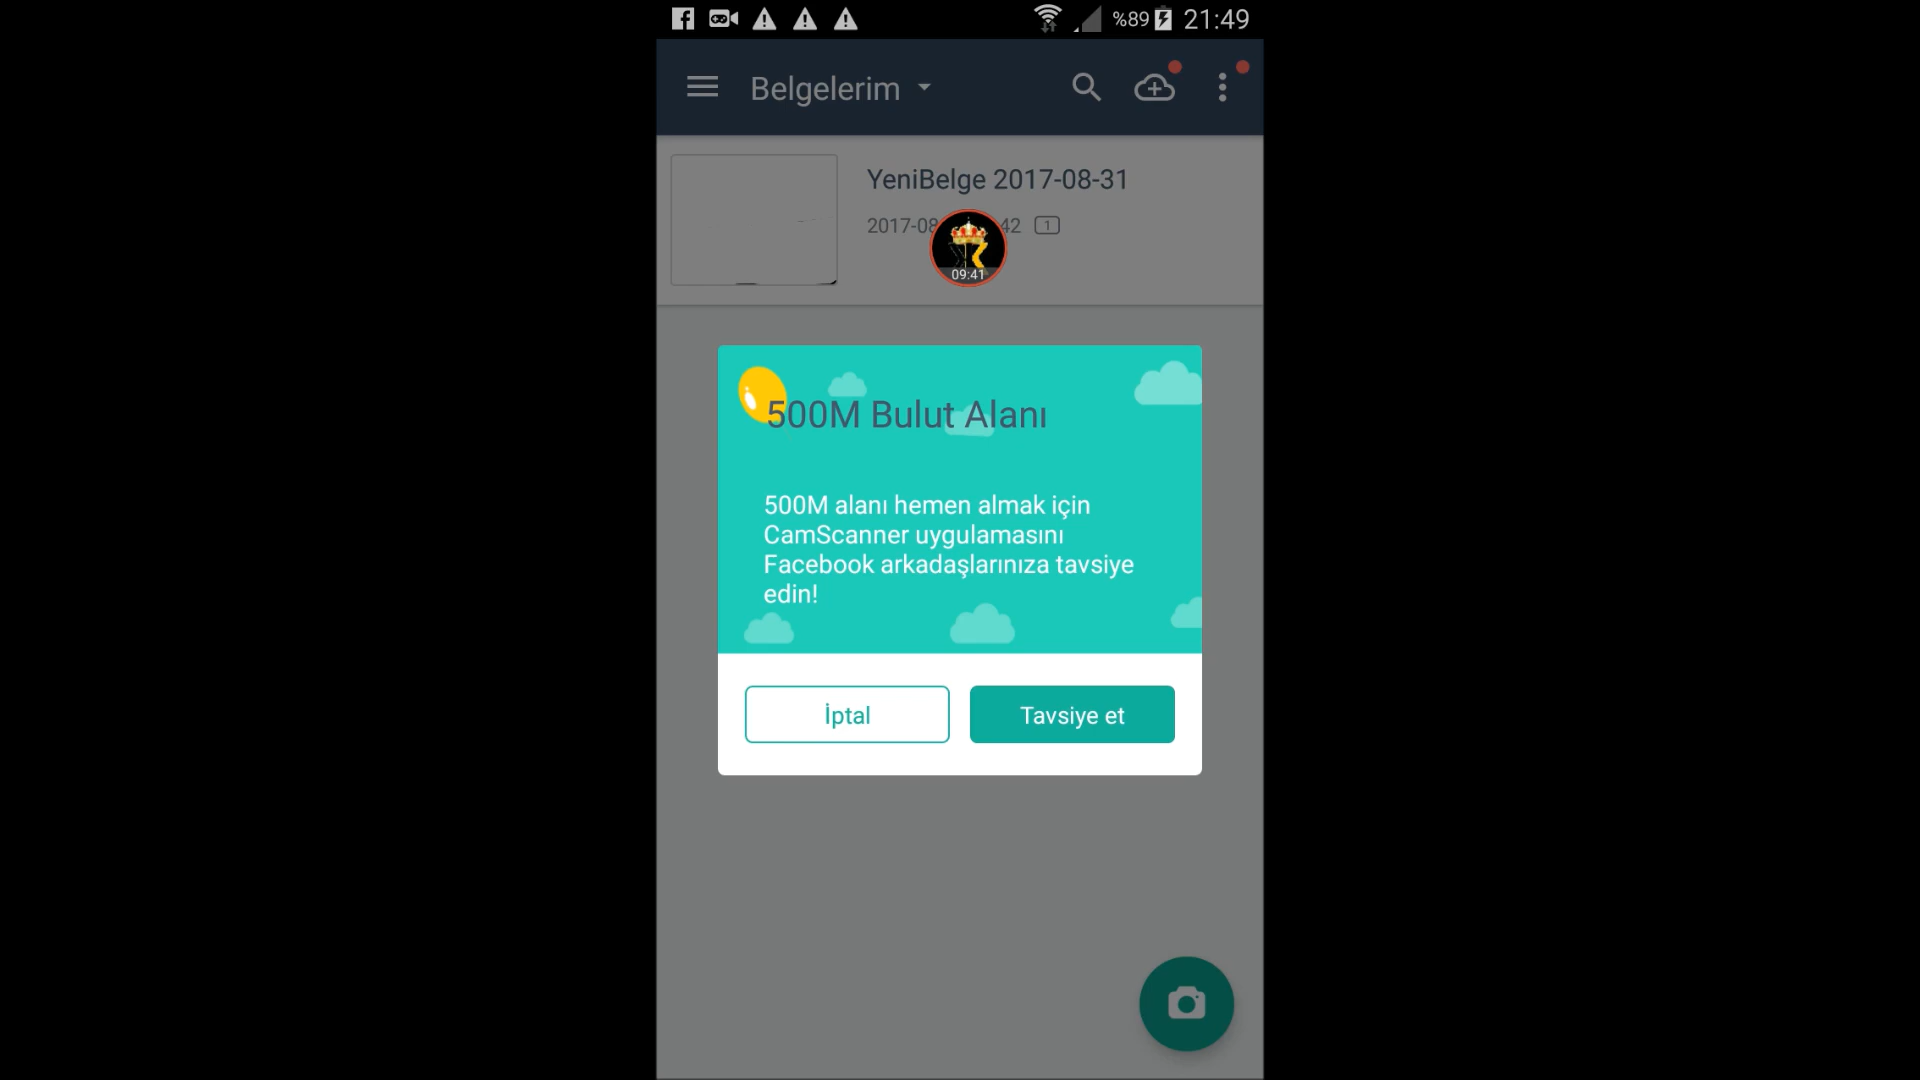 %89 21:49
Belgelerim
YeniBelge 2017-08-31
2017-08 42 1
09:41
500M Bulut Alanı
500M alanı hemen almak için
CamScanner uygulamasını
Facebook arkadaşlarınıza tavsiye
edin!
İptal Tavsiye et